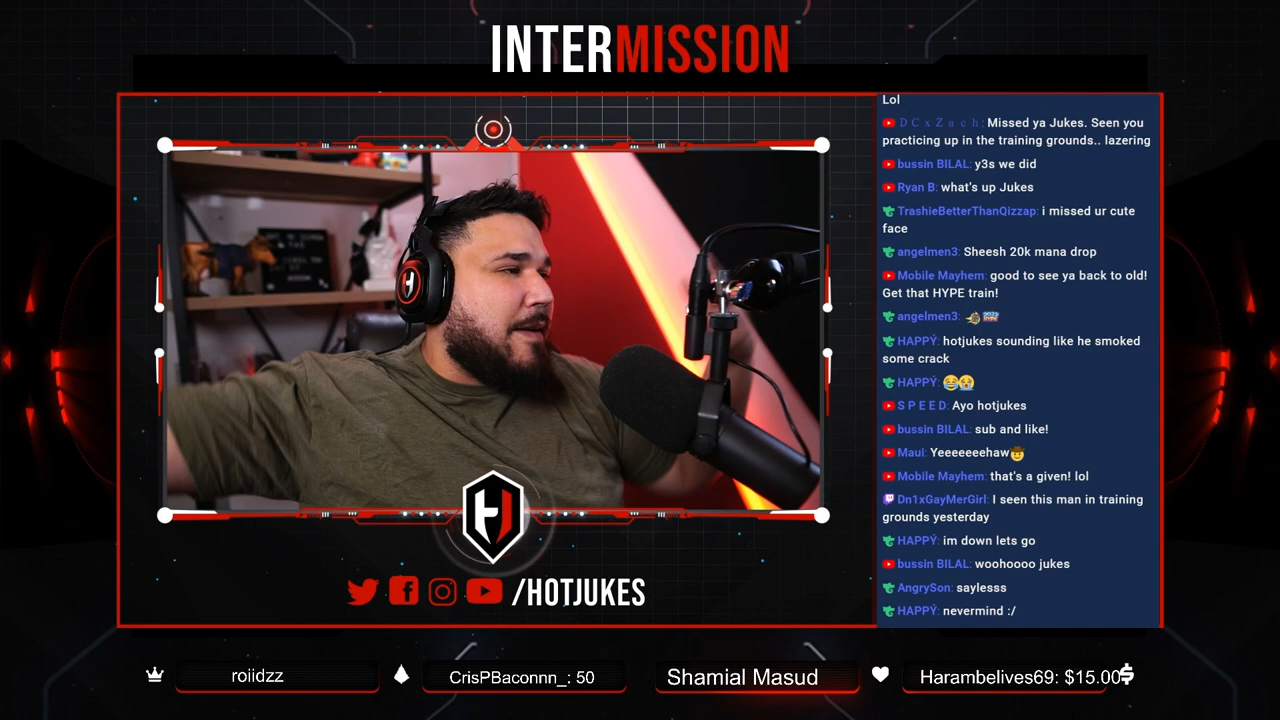 INTERMISSION
Lol
D C x Z a c h: Missed ya Jukes. Seen you
practicing up in the training grounds.. lazering
bussin BILAL: y3s we did
Ryan B: what's up Jukes
TrashieBetterThanQizzap: i missed ur cute
face
angelmen3: Sheesh 20k mana drop
Mobile Mayhem: good to see ya back to old!
Get that HYPE train!
angelmen3:
HAPPÝ: hotjukes sounding like he smoked
some crack
HAPPÝ: 😂😭
S P E E D: Ayo hotjukes
bussin BILAL: sub and like!
Maui: Yeeeeeeehaw🤠
Mobile Mayhem: that's a given! lol
Dn1xGayMerGirl: I seen this man in training
grounds yesterday
HAPPÝ: im down lets go
bussin BILAL: woohoooo jukes
AngrySon: saylesss
HAPPÝ: nevermind :/
/HOTJUKES
roiidzz
CrisPBaconnn_: 50
Shamial Masud
Harambelives69: $15.00